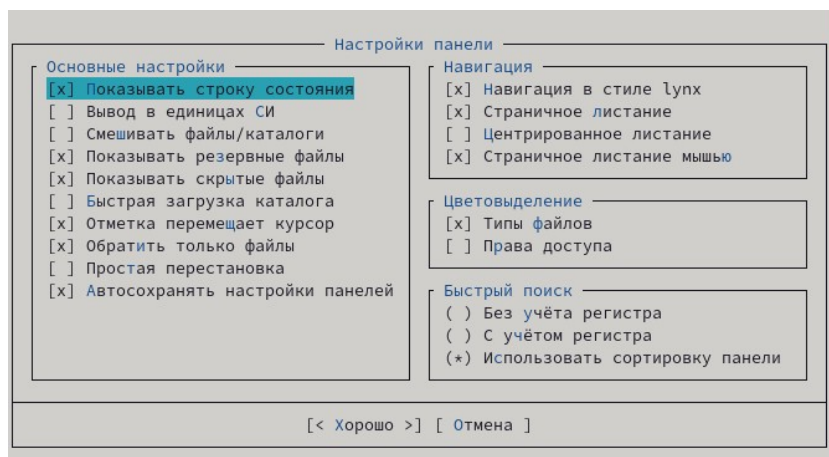 Настройки панели
Основные настройки
[x] Показывать строку состояния
[ ] Вывод в единицах СИ
[ ] Смешивать файлы/каталоги
[x] Показывать резервные файлы
[x] Показывать скрытые файлы
[ ] Быстрая загрузка каталога
[x] Отметка перемещает курсор
[x] Обратить только файлы
[ ] Простая перестановка
[x] Автосохранять настройки панелей
Навигация
[x] Навигация в стиле lynx
[x] Страничное листание
[ ] Центрированное листание
[x] Страничное листание мышью
Цветовыделение
[x] Типы файлов
[ ] Права доступа
Быстрый поиск
( ) Без учёта регистра
( ) С учётом регистра
(*) Использовать сортировку панели
[< Хорошо >] [ Отмена ]